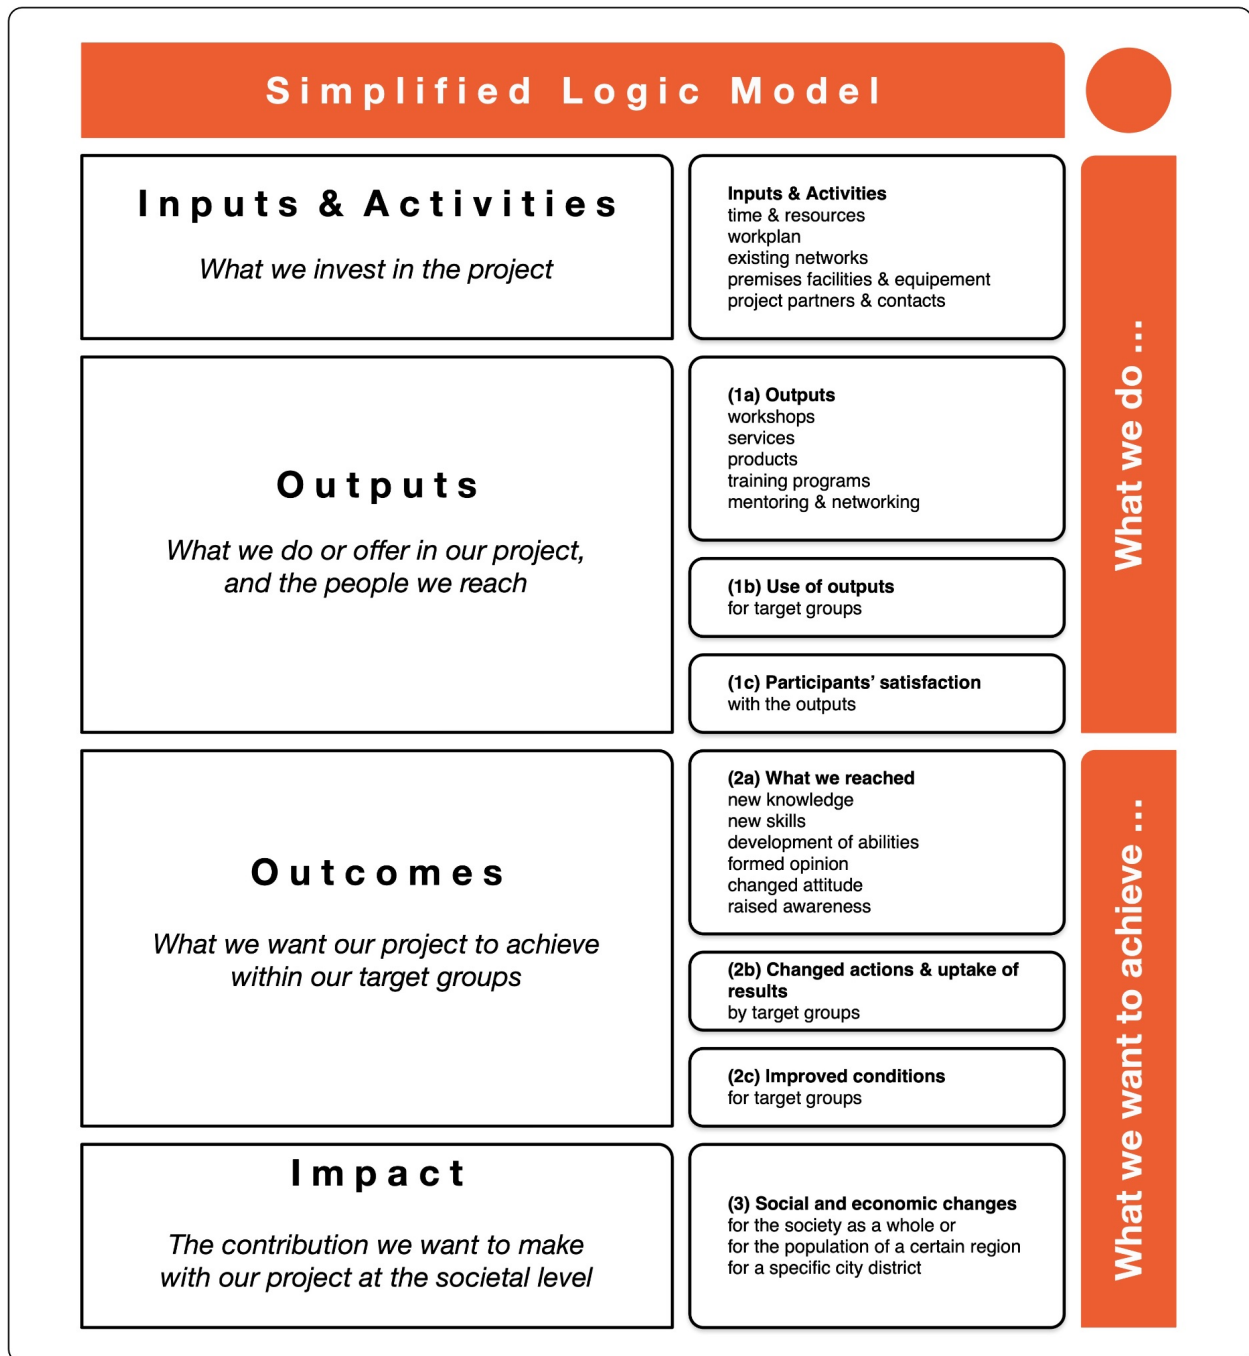 Simplified Logic Model
Inputs & Activities
What we invest in the project
Inputs & Activities
time & resources
workplan
existing networks
premises facilities & equipement
project partners & contacts
Outputs
What we do or offer in our project,
and the people we reach
(1a) Outputs
workshops
services
products
training programs
mentoring & networking
(1b) Use of outputs
for target groups
(1c) Participants’ satisfaction
with the outputs
What we do ...
Outcomes
What we want our project to achieve
within our target groups
(2a) What we reached
new knowledge
new skills
development of abilities
formed opinion
changed attitude
raised awareness
(2b) Changed actions & uptake of
results
by target groups
(2c) Improved conditions
for target groups
Impact
The contribution we want to make
with our project at the societal level
(3) Social and economic changes
for the society as a whole or
for the population of a certain region
for a specific city district
What we want to achieve ...